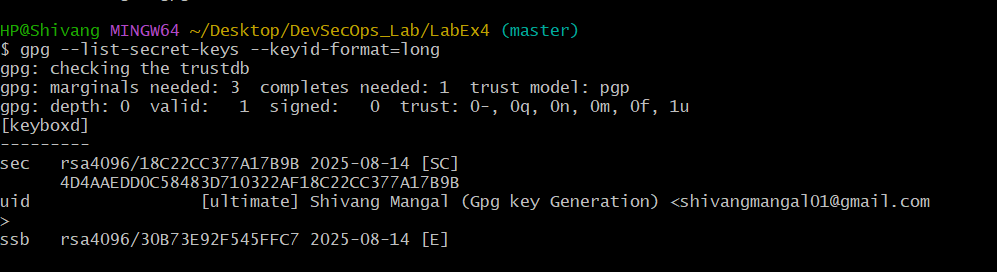 HP@Shivang MINGW64 ~/Desktop/DevSecOps_Lab/LabEx4 (master)
$ gpg --list-secret-keys --keyid-format=long
gpg: checking the trustdb
gpg: marginals needed: 3  completes needed: 1  trust model: pgp
gpg: depth: 0  valid:   1  signed:   0  trust: 0-, 0q, 0n, 0m, 0f, 1u
[keyboxd]
---------
sec   rsa4096/18C22CC377A17B9B 2025-08-14 [SC]
      4D4AAEDD0C58483D710322AF18C22CC377A17B9B
uid                 [ultimate] Shivang Mangal (Gpg key Generation) <shivangmangal01@gmail.com
>
ssb   rsa4096/30B73E92F545FFC7 2025-08-14 [E]